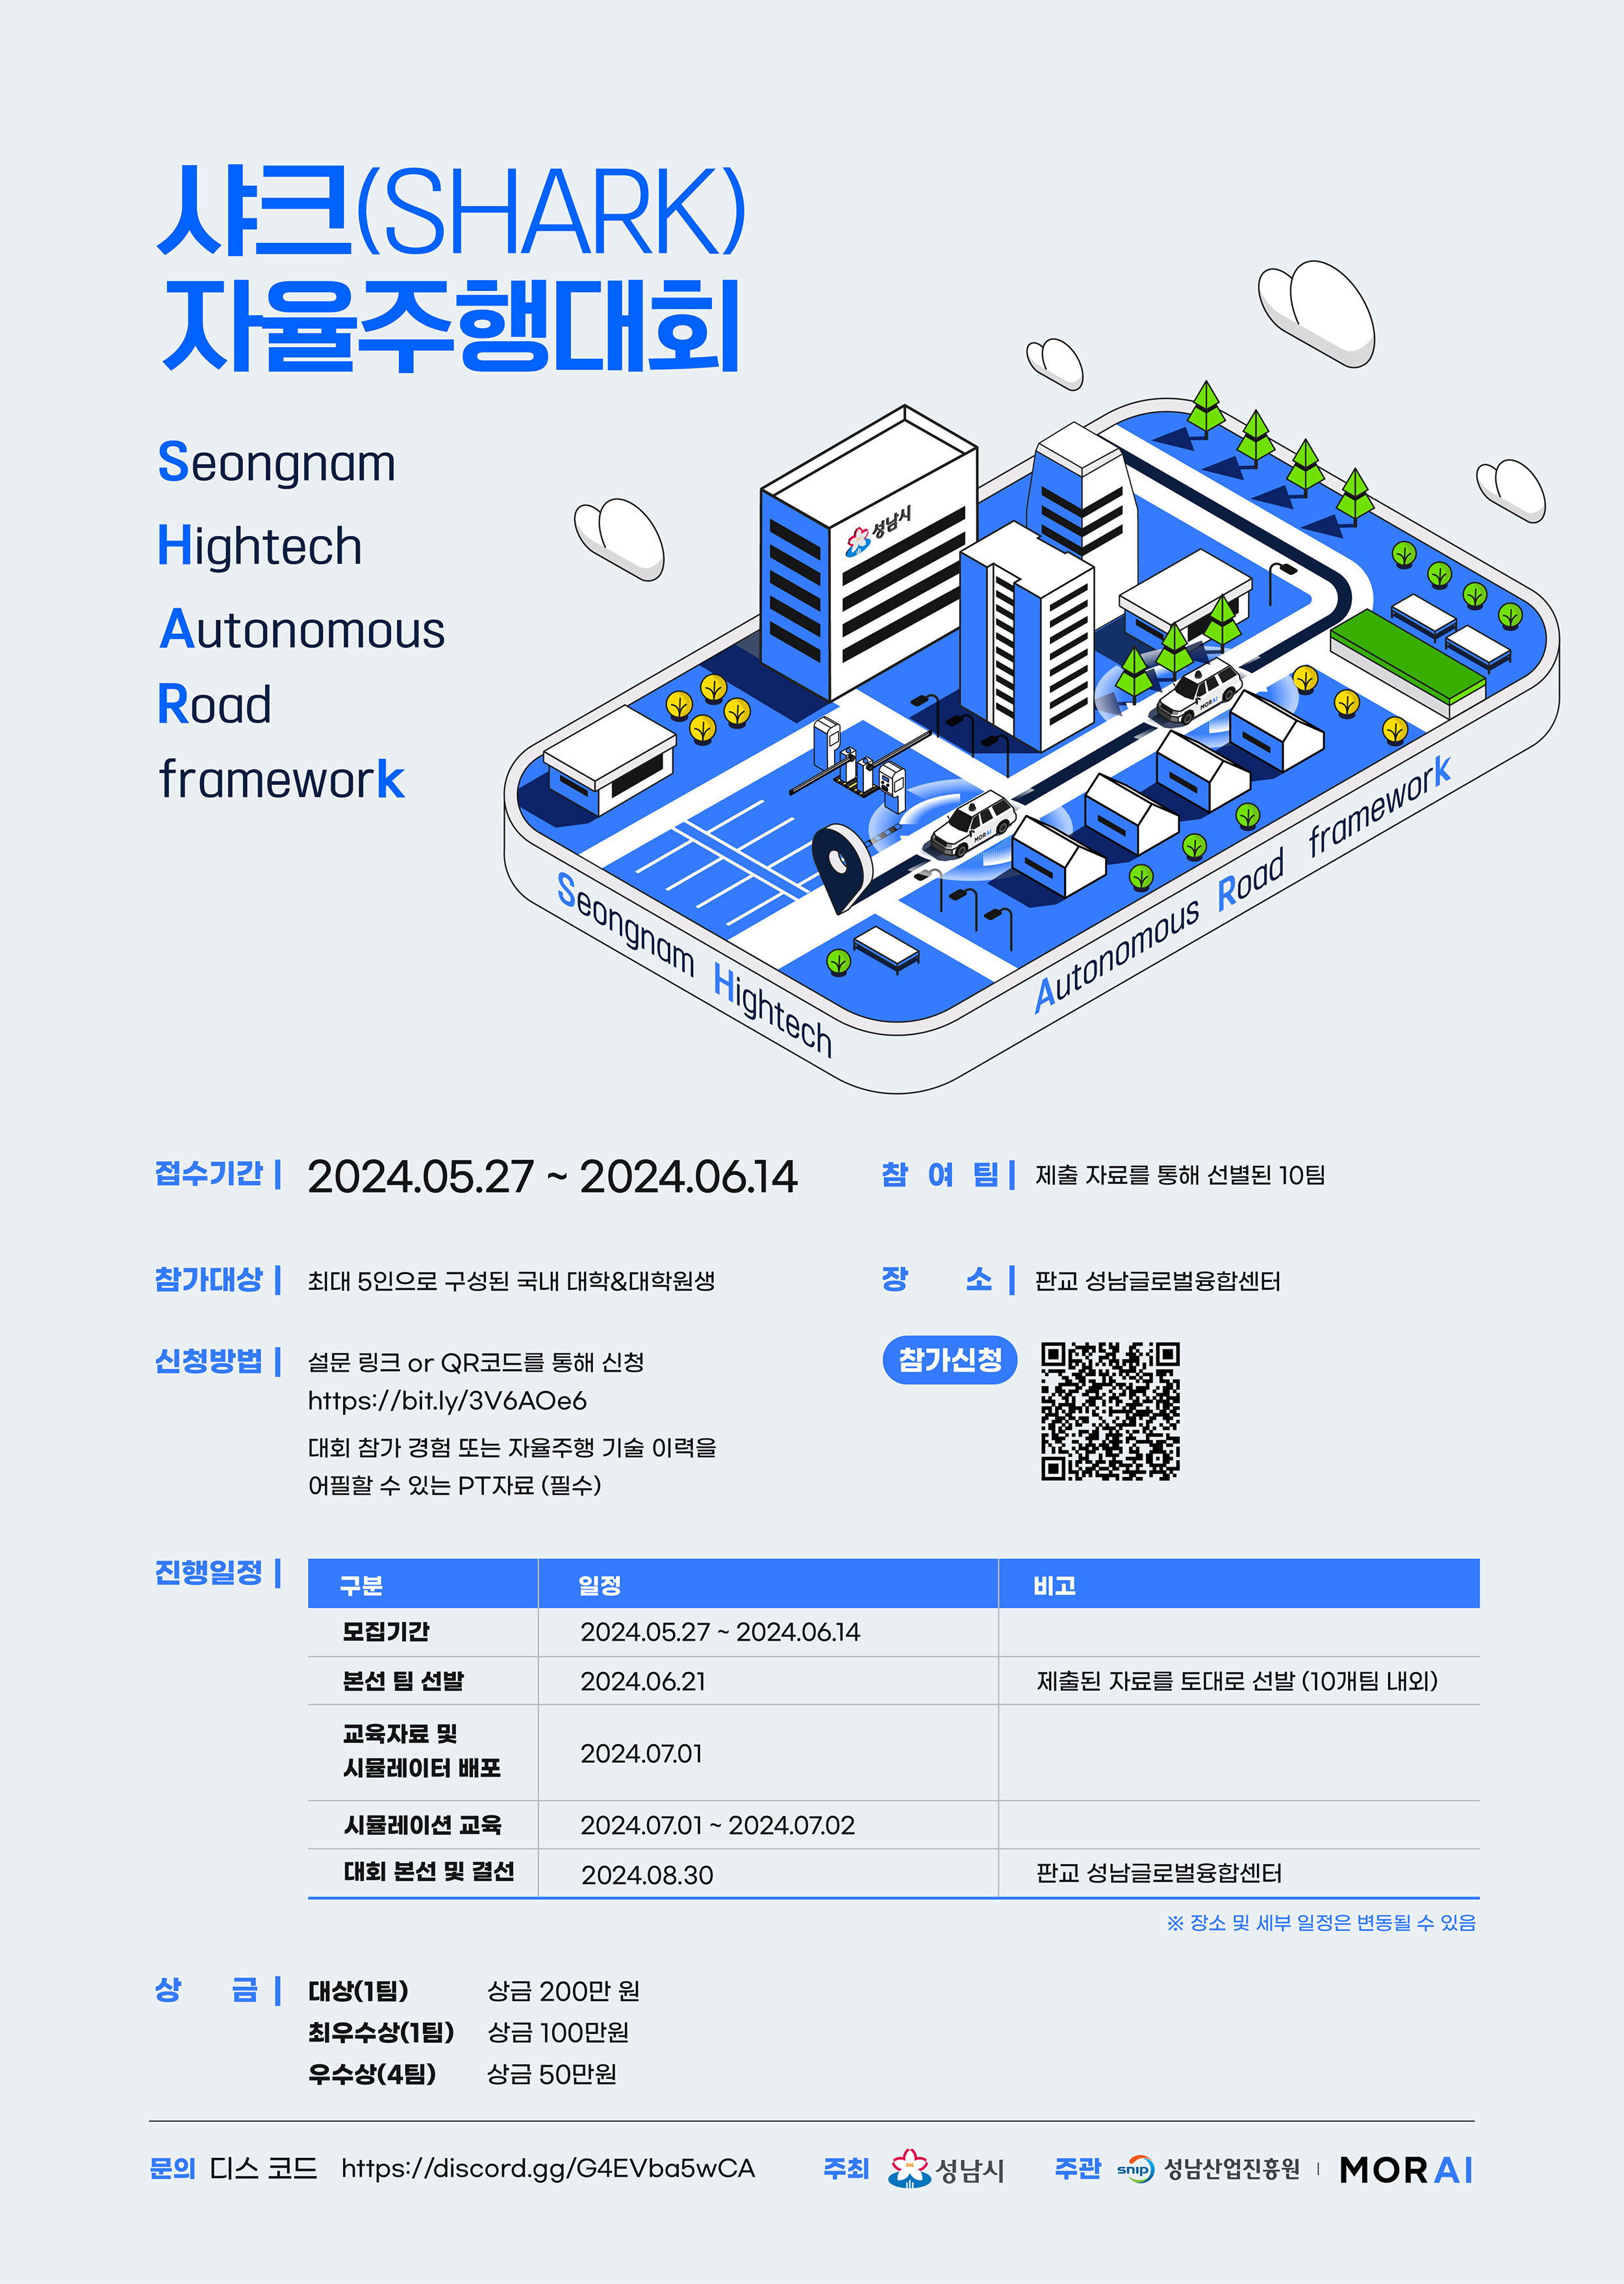 샤크(SHARK)
자율주행대회
Seongnam
Hightech
Autonomous
Road
framework
성남시
MORAI
MORAI
Seongnam Hightech
Autonomous Road framework
접수기간 | 2024.05.27 ~ 2024.06.14
참 여 팀 | 제출 자료를 통해 선별된 10팀
참가대상 | 최대 5인으로 구성된 국내 대학&대학원생
장 소 | 판교 성남글로벌융합센터
신청방법 | 설문 링크 or QR코드를 통해 신청
https://bit.ly/3V6AOe6
대회 참가 경험 또는 자율주행 기술 이력을
어필할 수 있는 PT자료 (필수)
참가신청
진행일정 |
구분 일정 비고
모집기간 2024.05.27 ~ 2024.06.14
본선 팀 선발 2024.06.21 제출된 자료를 토대로 선발 (10개팀 내외)
교육자료 및
시뮬레이터 배포 2024.07.01
시뮬레이션 교육 2024.07.01 ~ 2024.07.02
대회 본선 및 결선 2024.08.30 판교 성남글로벌융합센터
※ 장소 및 세부 일정은 변동될 수 있음
상 금 | 대상(1팀) 상금 200만 원
최우수상(1팀) 상금 100만원
우수상(4팀) 상금 50만원
문의 디스 코드 https://discord.gg/G4EVba5wCA 주최 성남시 주관 snip 성남산업진흥원 | MORAI